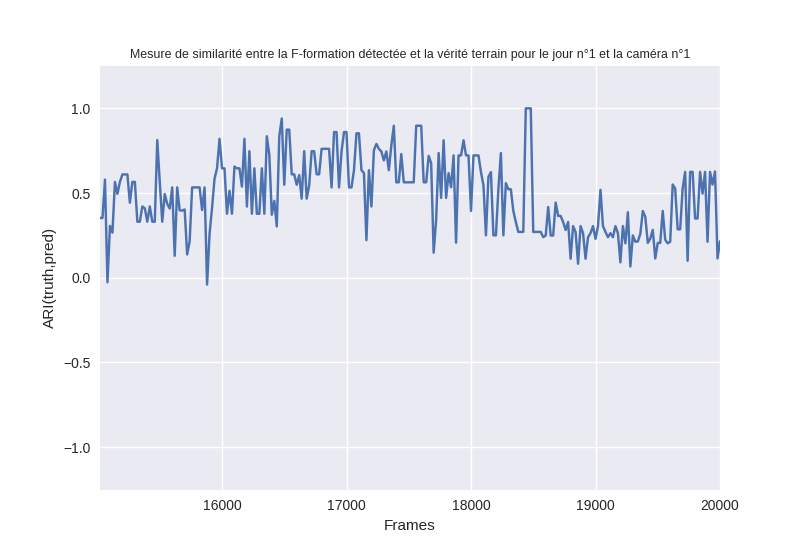 Mesure de similarité entre la F-formation détectée et la vérité terrain pour le jour n°1 et la caméra n°1
1.0
0.5
0.0
−0.5
−1.0
ARI(truth,pred)
16000 17000 18000 19000 20000
Frames